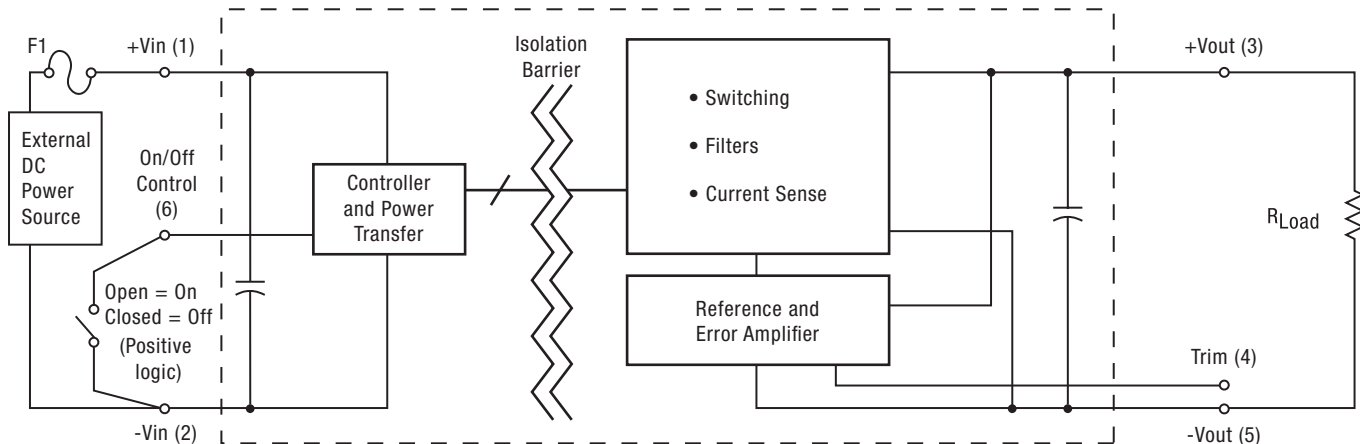 F1
+Vin (1)
External
DC
Power
Source
On/Off
Control
(6)
Open = On
Closed = Off
(Positive
logic)
-Vin (2)
Controller
and Power
Transfer
Isolation
Barrier
• Switching
• Filters
• Current Sense
Reference and
Error Amplifier
+Vout (3)
RLoad
Trim (4)
-Vout (5)